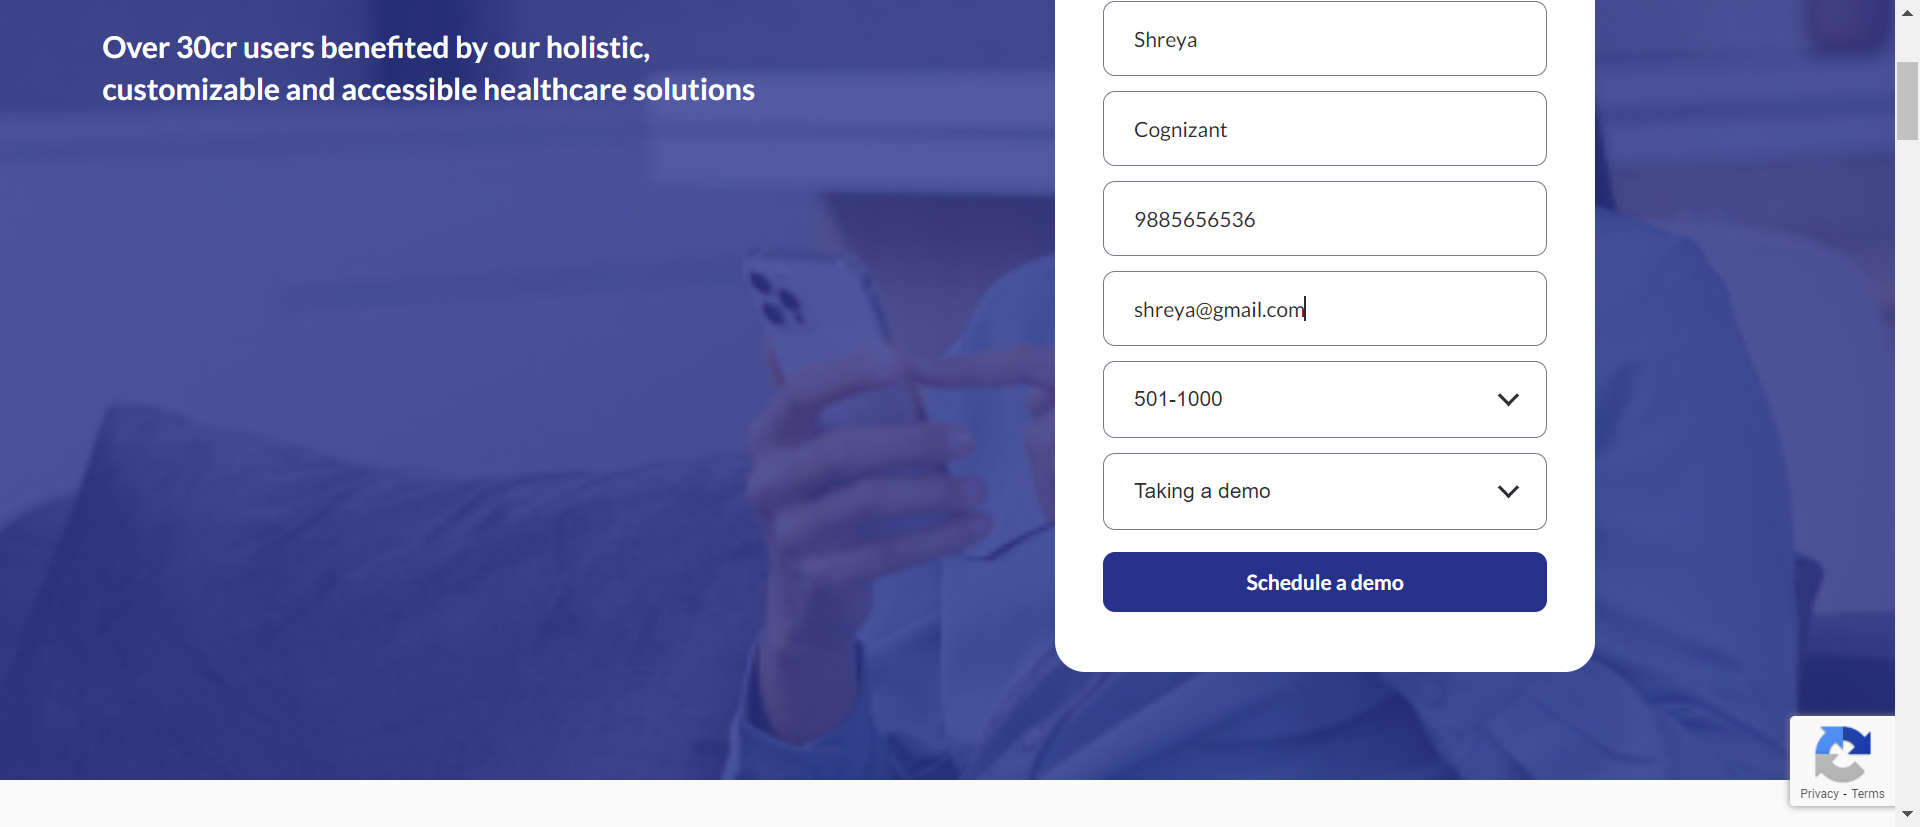 Over 30cr users benefited by our holistic,
customizable and accessible healthcare solutions
Shreya
Cognizant
9885656536
shreya@gmail.com
501-1000
Taking a demo
Schedule a demo
Privacy - Terms